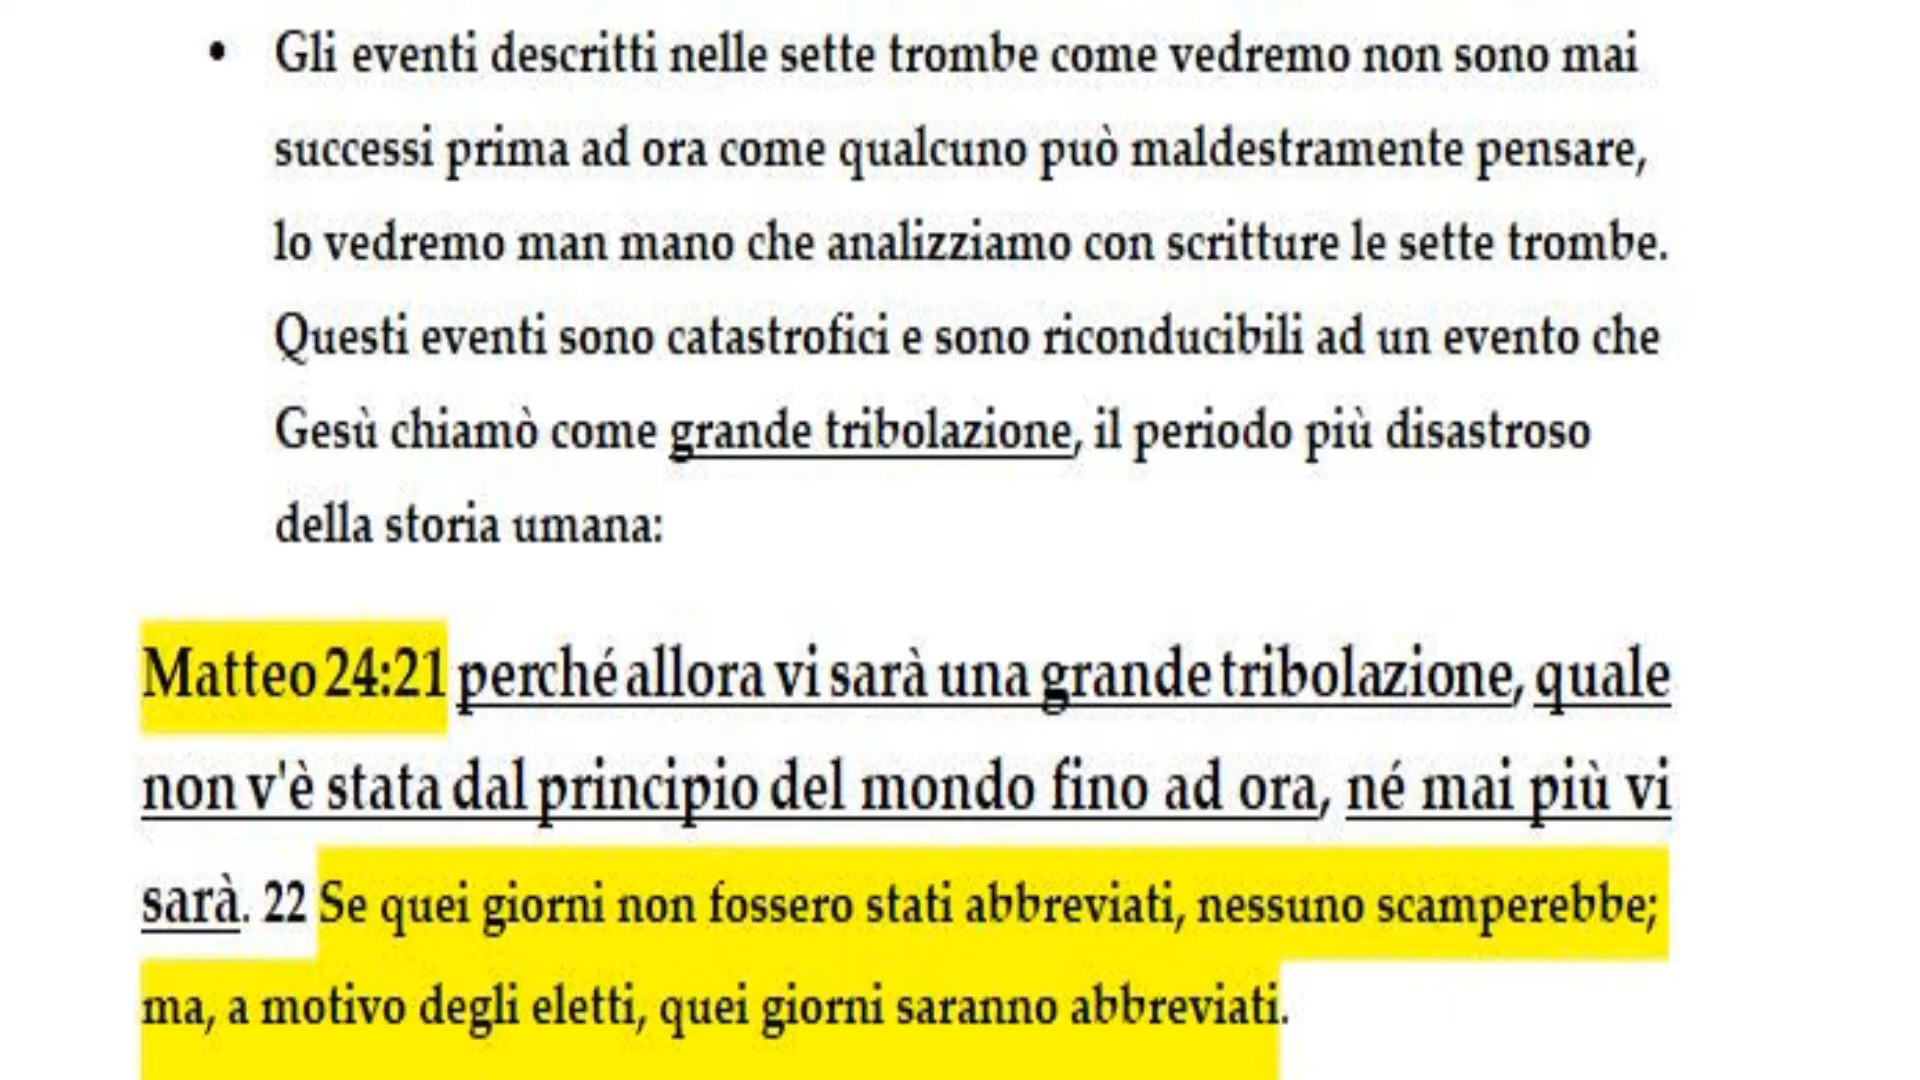 • Gli eventi descritti nelle sette trombe come vedremo non sono mai
successi prima ad ora come qualcuno può maldestramente pensare,
lo vedremo man mano che analizziamo con scritture le sette trombe.
Questi eventi sono catastrofici e sono riconducibili ad un evento che
Gesù chiamò come grande tribolazione, il periodo più disastroso
della storia umana:
Matteo 24:21 perché allora vi sarà una grande tribolazione, quale
non v'è stata dal principio del mondo fino ad ora, né mai più vi
sarà. 22 Se quei giorni non fossero stati abbreviati, nessuno scamperebbe;
ma, a motivo degli eletti, quei giorni saranno abbreviati.